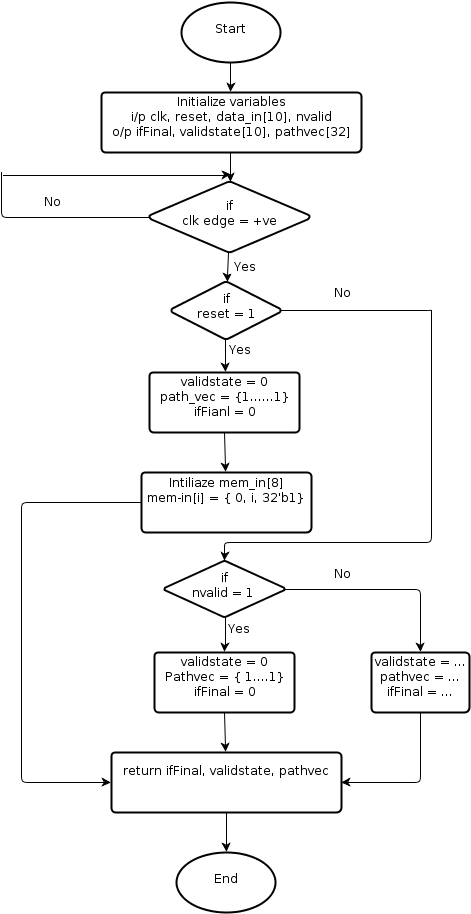 Start
Initialize variables
i/p clk, reset, data_in[10], nvalid
o/p ifFinal, validstate[10], pathvec[32]
No
if
clk edge = +ve
Yes
if
reset = 1
No
Yes
validstate = 0
path_vec = {1......1}
ifFianl = 0
Intiliaze mem_in[8]
mem-in[i] = { 0, i, 32'b1}
if
nvalid = 1
No
Yes
validstate = 0
Pathvec = { 1....1}
ifFinal = 0
validstate = ...
pathvec = ...
ifFinal = ...
return ifFinal, validstate, pathvec
End